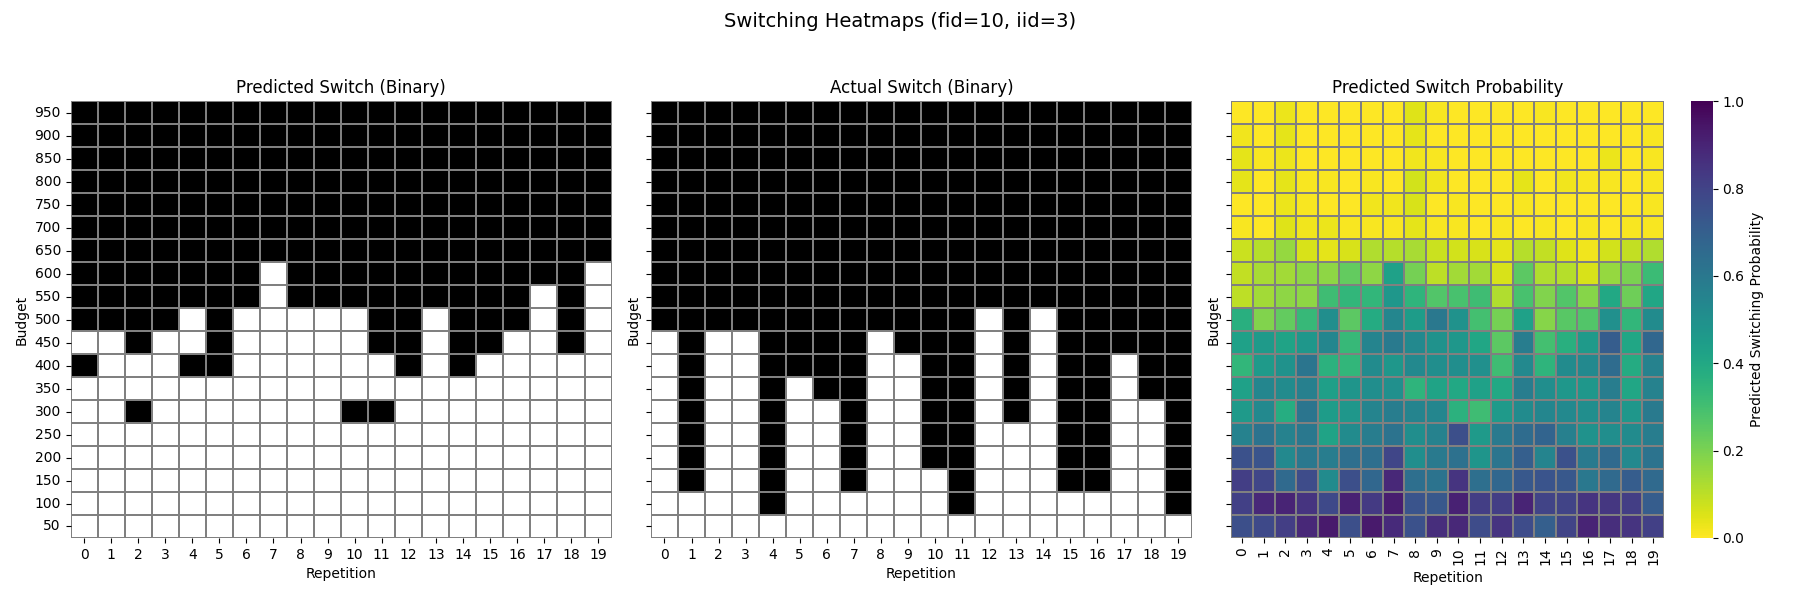 Switching Heatmaps (fid=10, iid=3)
Predicted Switch (Binary)
Actual Switch (Binary)
Predicted Switch Probability
950
900
850
800
750
700
650
600
550
500
450
400
350
300
250
200
150
100
50
Budget
0 1 2 3 4 5 6 7 8 9 10 11 12 13 14 15 16 17 18 19
Repetition
Budget
0 1 2 3 4 5 6 7 8 9 10 11 12 13 14 15 16 17 18 19
Repetition
Budget
0 1 2 3 4 5 6 7 8 9 10 11 12 13 14 15 16 17 18 19
Repetition
1.0
0.8
0.6
0.4
0.2
0.0
Predicted Switching Probability